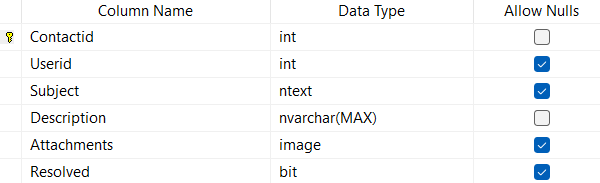 Column Name Data Type Allow Nulls
Contactid int
Userid int
Subject ntext
Description nvarchar(MAX)
Attachments image
Resolved bit